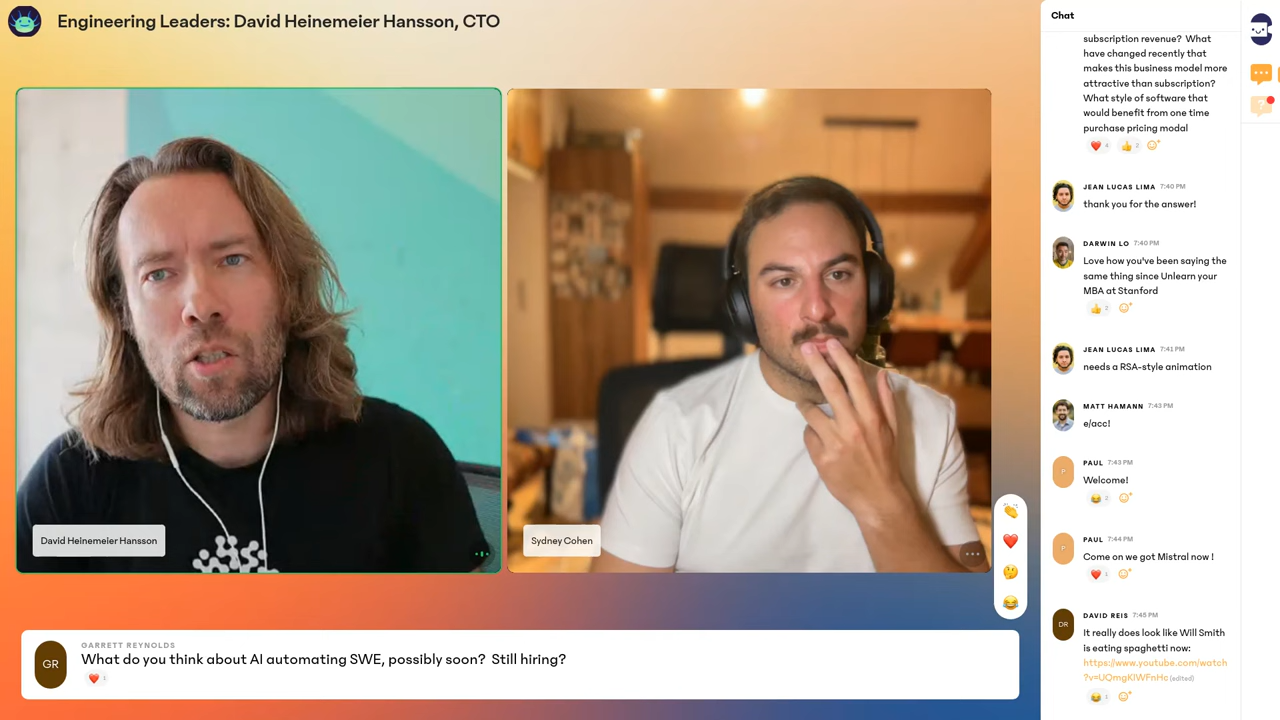 Engineering Leaders: David Heinemeier Hansson, CTO
David Heinemeier Hansson
Sydney Cohen
GR
GARRETT REYNOLDS
What do you think about AI automating SWE, possibly soon?  Still hiring?
1
Chat
subscription revenue?  What
have changed recently that
makes this business model more
attractive than subscription?
What style of software that
would benefit from one time
purchase pricing modal
4 2
JEAN LUCAS LIMA 7:40 PM
thank you for the answer!
DARWIN LO 7:40 PM
Love how you've been saying the
same thing since Unlearn your
MBA at Stanford
2
JEAN LUCAS LIMA 7:41 PM
needs a RSA-style animation
MATT HAMANN 7:43 PM
e/acc!
P
PAUL 7:43 PM
Welcome!
2
P
PAUL 7:44 PM
Come on we got Mistral now !
1
DR
DAVID REIS 7:45 PM
It really does look like Will Smith
is eating spaghetti now:
https://www.youtube.com/watch
?v=UQmgKIWFnHc (edited)
1